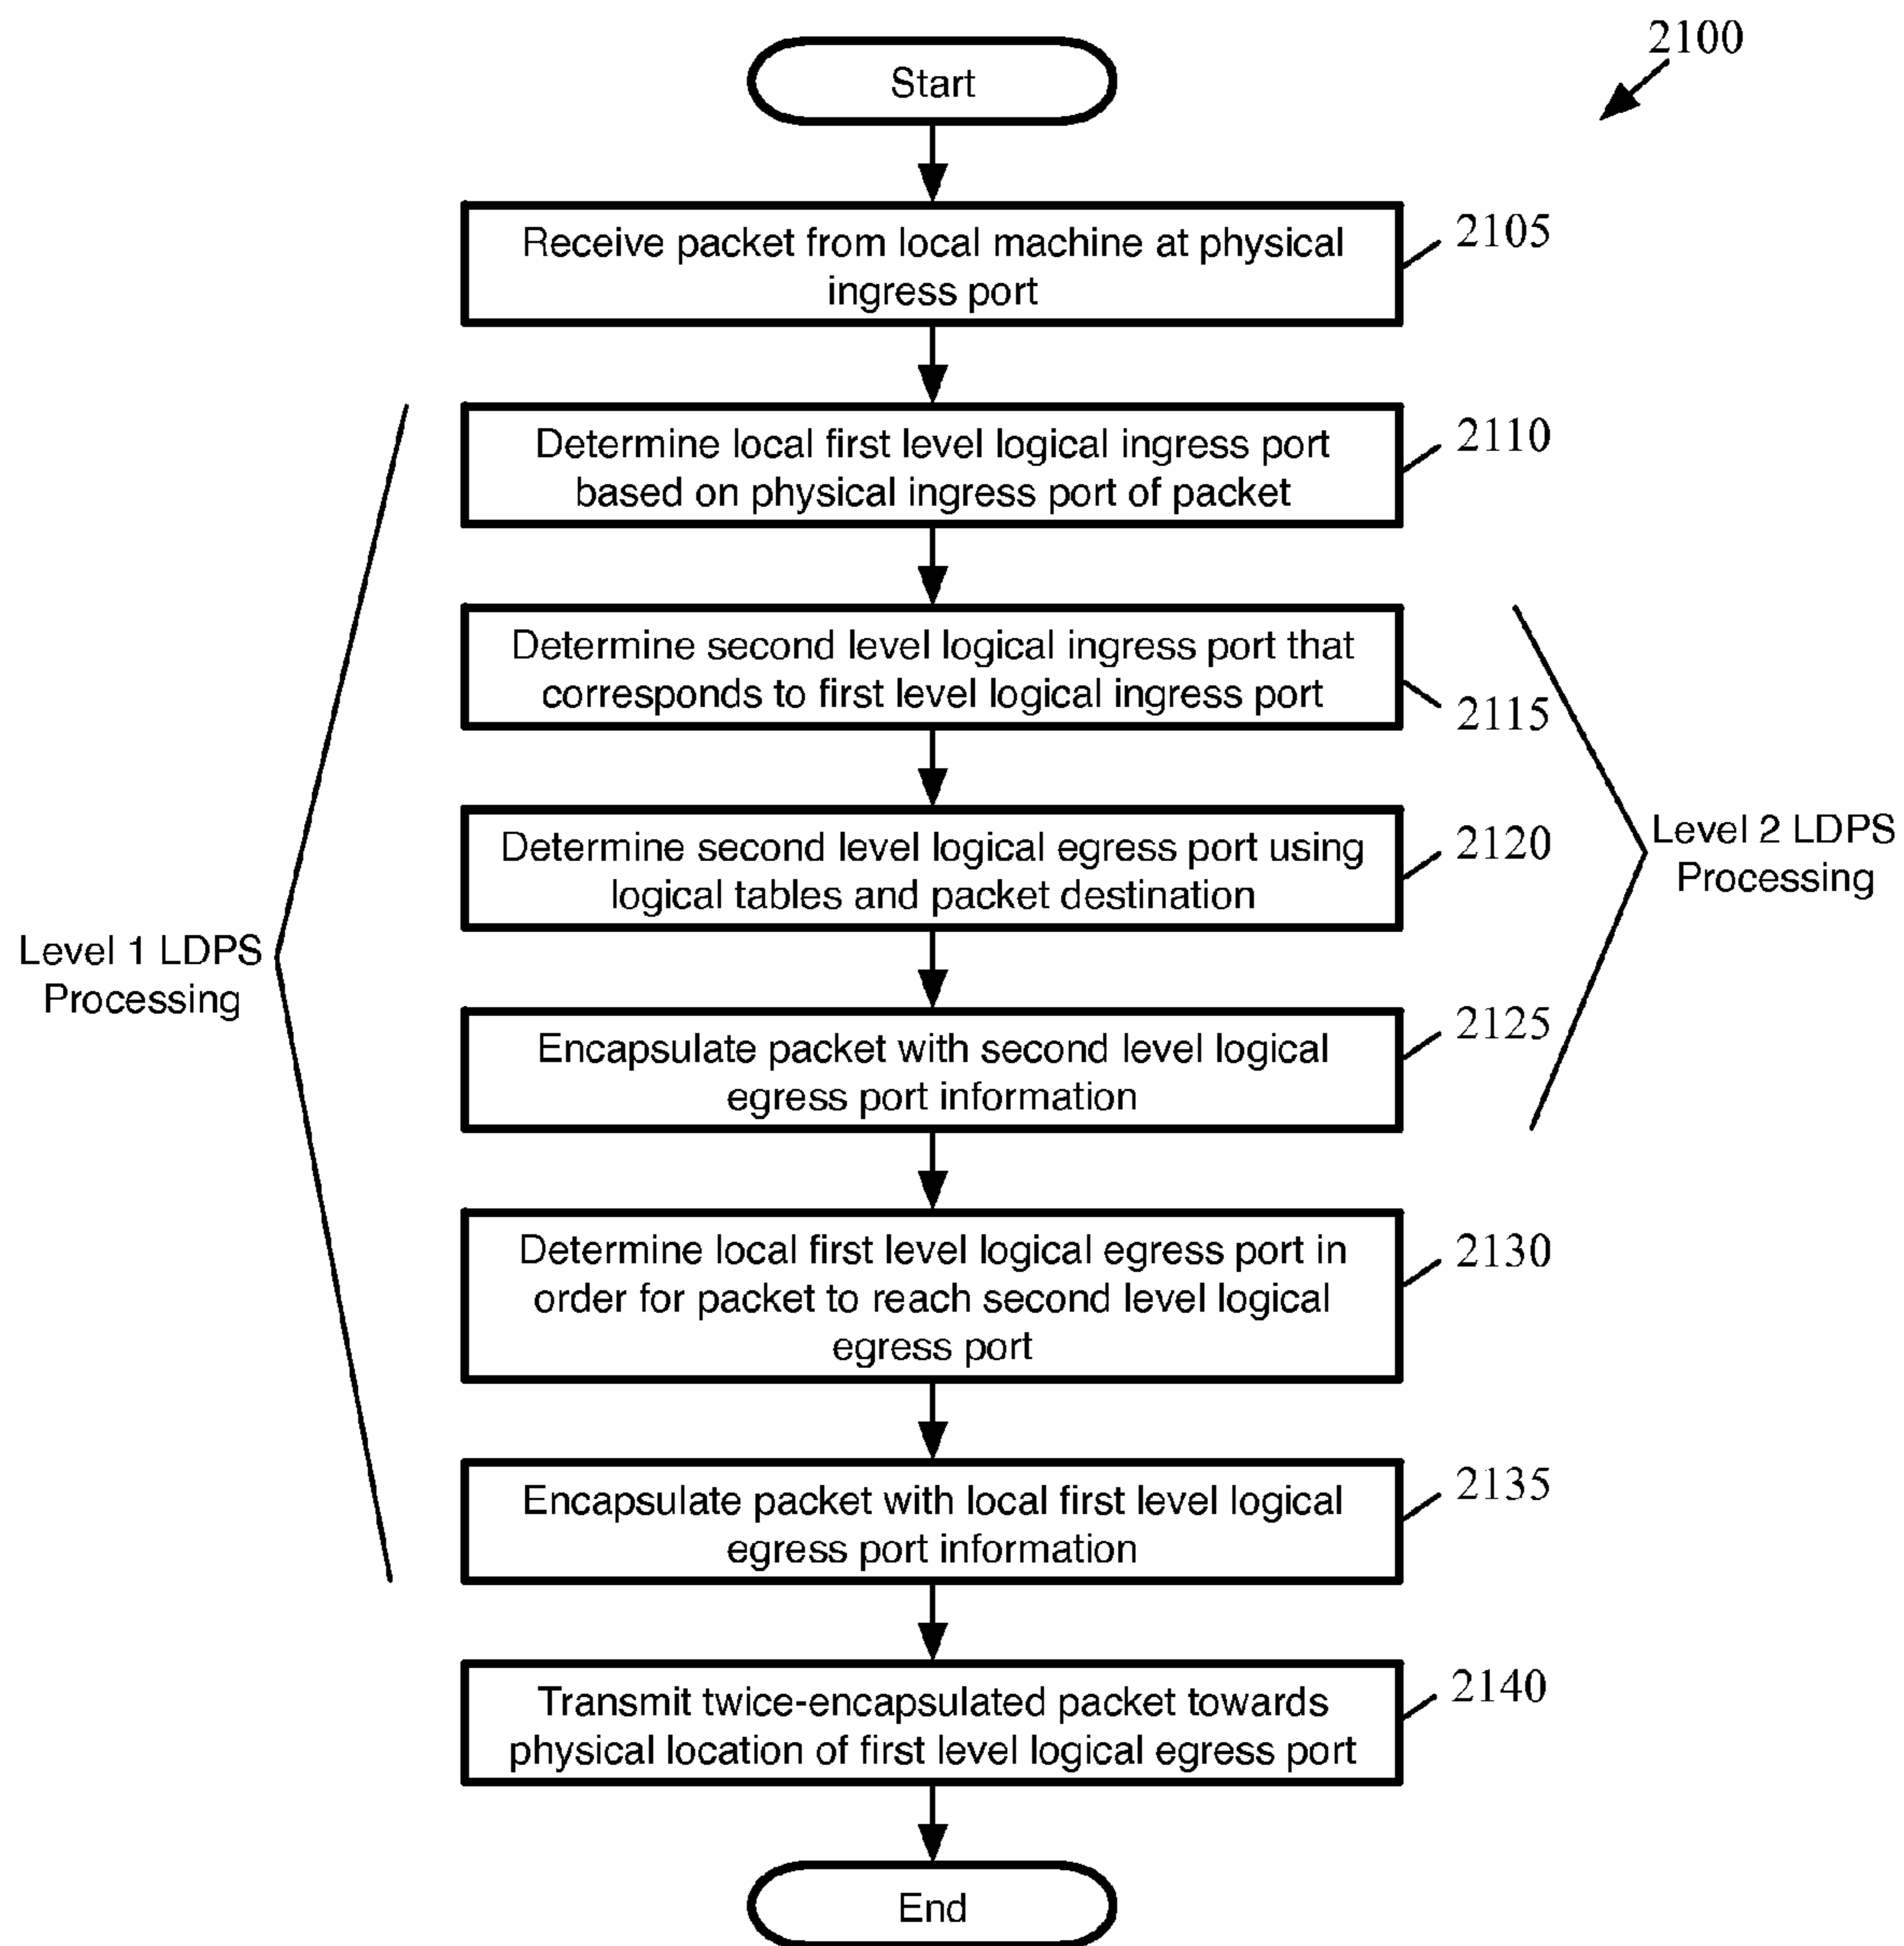 2100
Start
Receive packet from local machine at physical
ingress port
2105
Determine local first level logical ingress port
based on physical ingress port of packet
2110
Determine second level logical ingress port that
corresponds to first level logical ingress port
2115
Determine second level logical egress port using
logical tables and packet destination
2120
Level 2 LDPS
Processing
Level 1 LDPS
Processing
Encapsulate packet with second level logical
egress port information
2125
Determine local first level logical egress port in
order for packet to reach second level logical
egress port
2130
Encapsulate packet with local first level logical
egress port information
2135
Transmit twice-encapsulated packet towards
physical location of first level logical egress port
2140
End